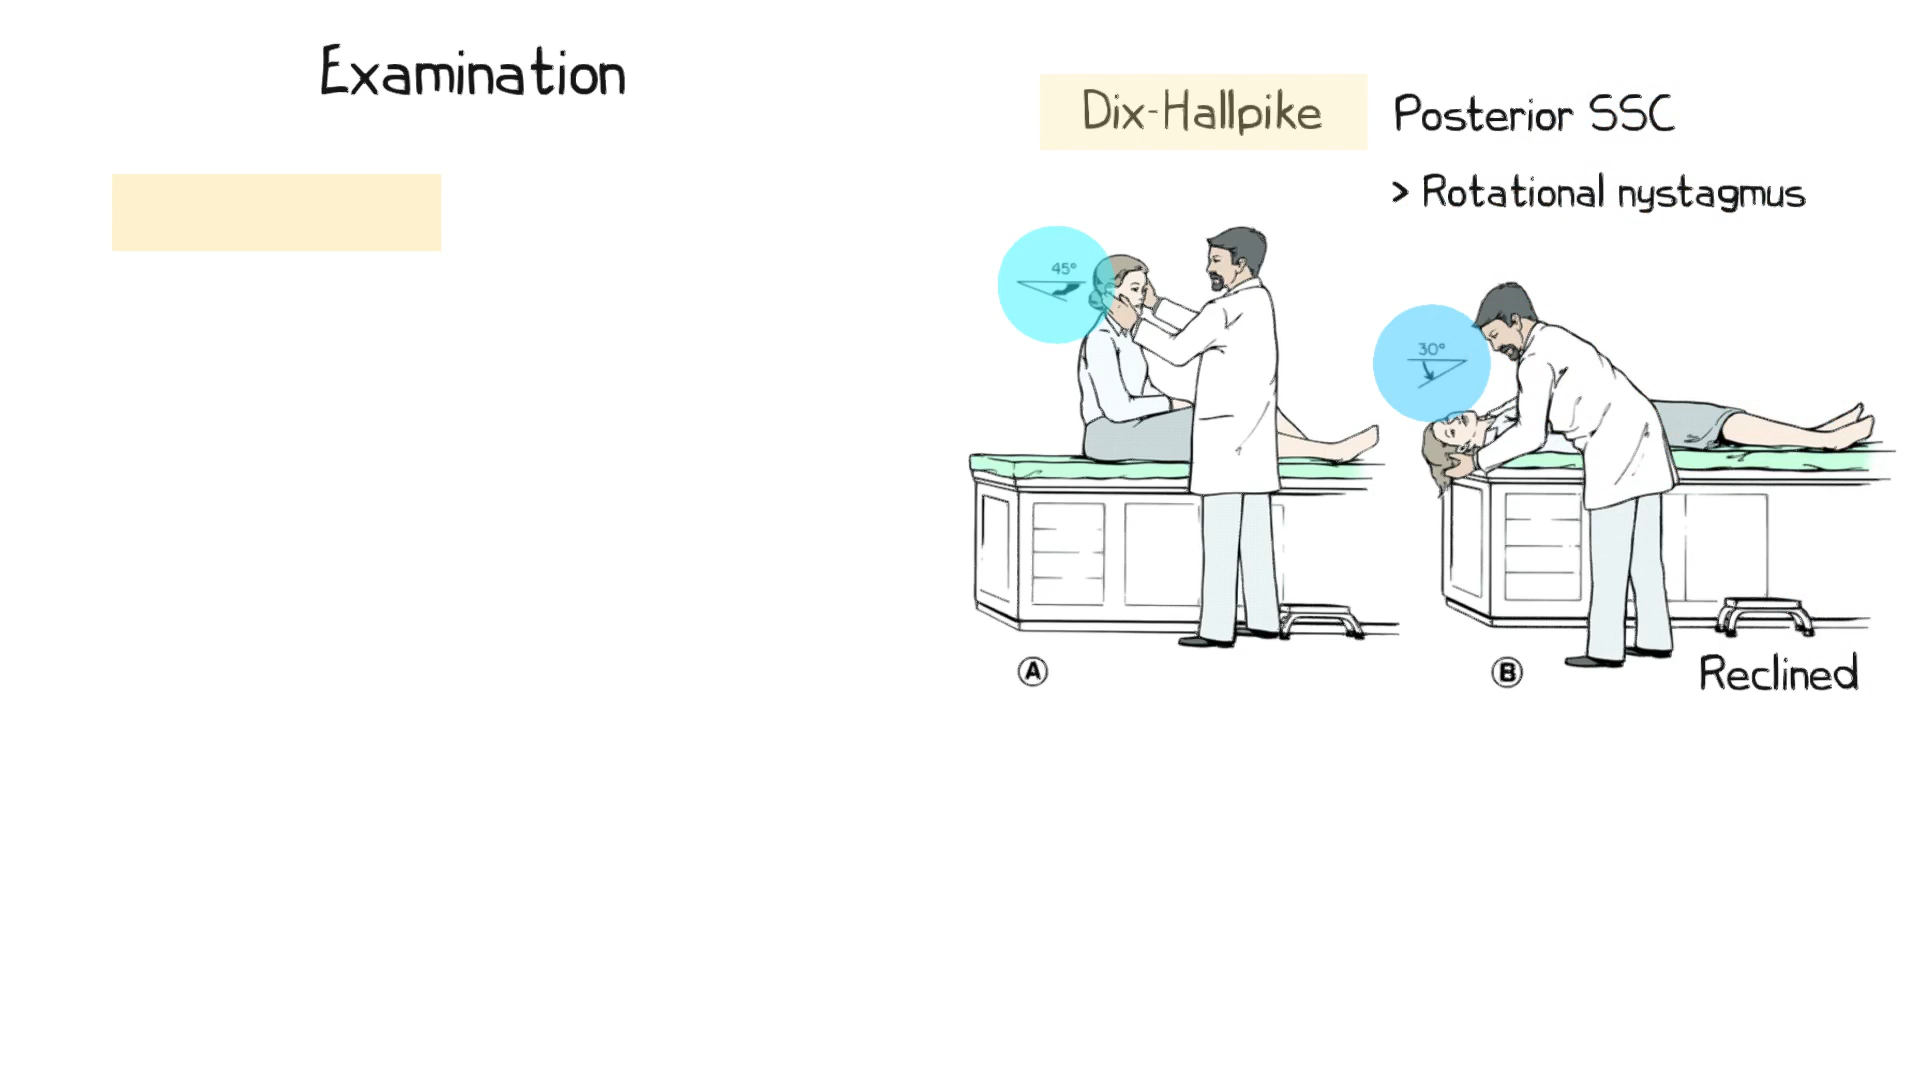 Examination
Dix-Hallpike
Posterior SSC
> Rotational nystagmus
45°
30°
A
B
Reclined